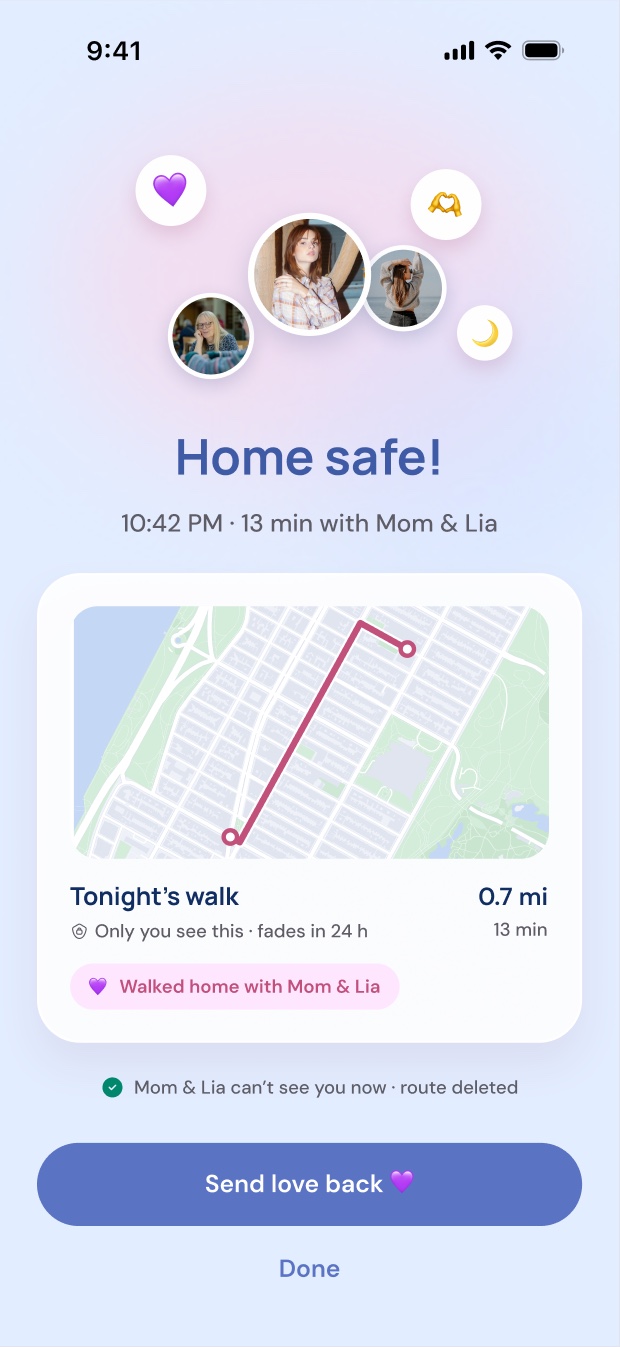 9:41
Home safe!
10:42 PM · 13 min with Mom & Lia
Tonight’s walk
0.7 mi
Only you see this · fades in 24 h
13 min
Walked home with Mom & Lia
Mom & Lia can’t see you now · route deleted
Send love back 💜
Done